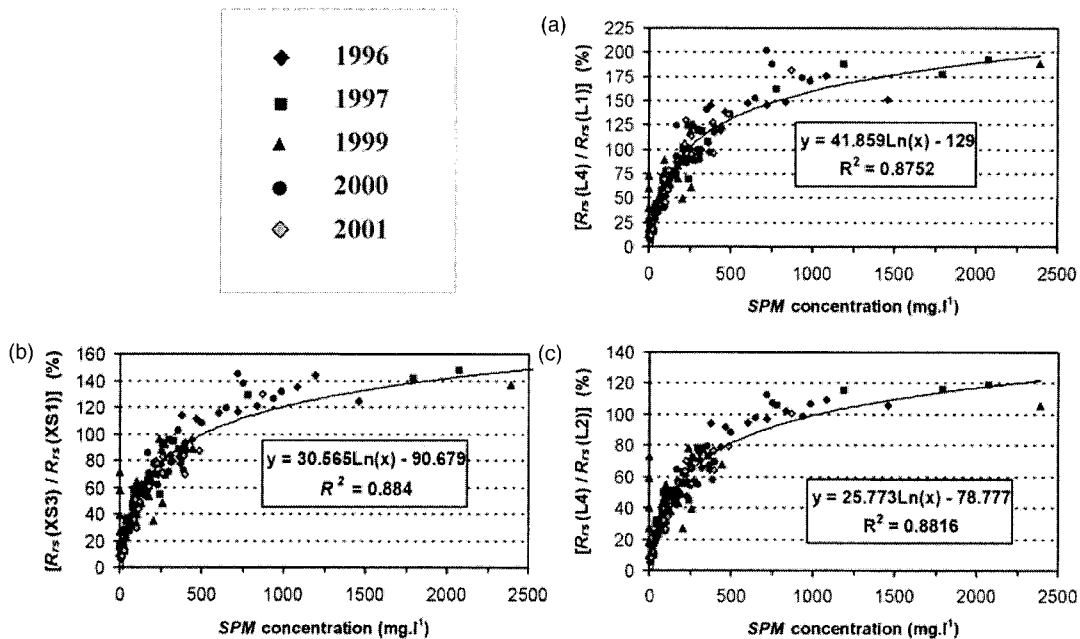 1996
1997
1999
2000
2001
(a)
[Rrs (L4) / Rrs (L1)] (%)
225
200
175
150
125
100
75
50
25
0
y = 41.859Ln(x) - 129
R² = 0.8752
0 500 1000 1500 2000 2500
SPM concentration (mg.l¹)
(b)
[Rrs (XS3) / Rrs (XS1)] (%)
160
140
120
100
80
60
40
20
0
y = 30.565Ln(x) - 90.679
R² = 0.884
0 500 1000 1500 2000 2500
SPM concentration (mg.l¹)
(c)
[Rrs (L4) / Rrs (L2)] (%)
140
120
100
80
60
40
20
0
y = 25.773Ln(x) - 78.777
R² = 0.8816
0 500 1000 1500 2000 2500
SPM concentration (mg.l¹)